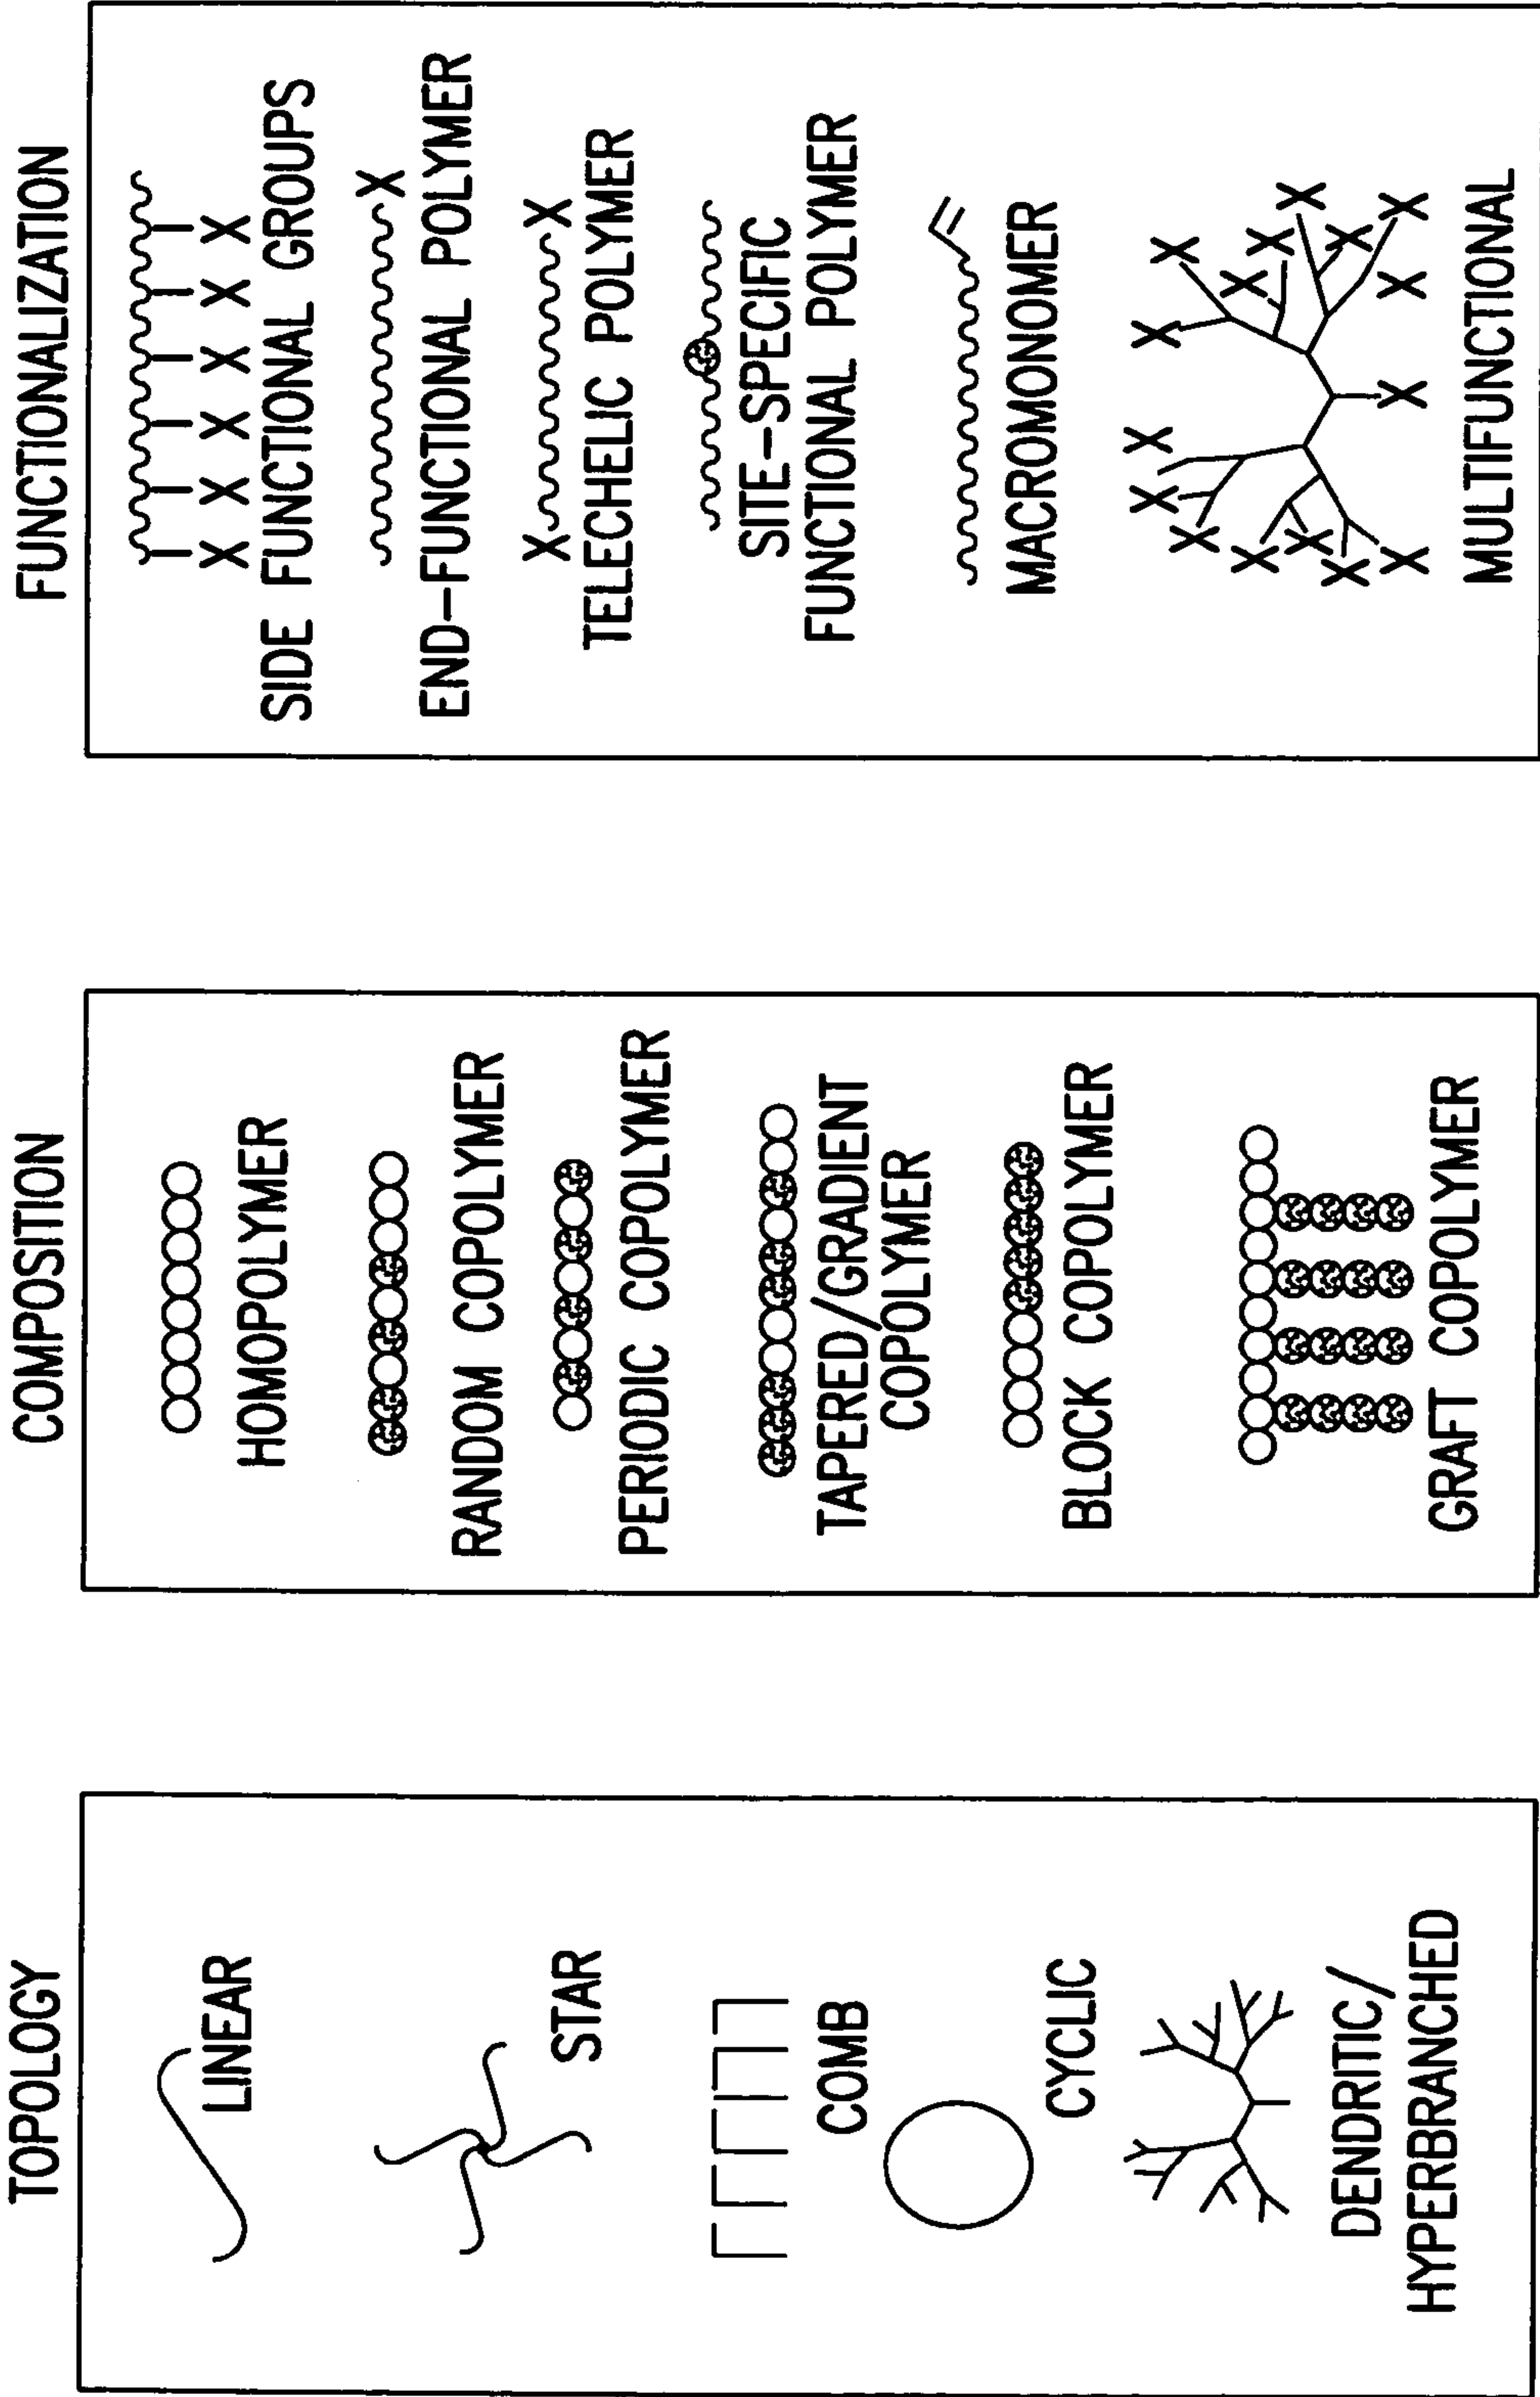 TOPOLOGY
LINEAR
STAR
COMB
CYCLIC
DENDRITIC/
HYPERBRANCHED
COMPOSITION
HOMOPOLYMER
RANDOM COPOLYMER
PERIODIC COPOLYMER
TAPERED/GRADIENT
COPOLYMER
BLOCK COPOLYMER
GRAFT COPOLYMER
FUNCTIONALIZATION
X X X X X X
SIDE FUNCTIONAL GROUPS
X
END-FUNCTIONAL POLYMER
X X
TELECHELIC POLYMER
SITE-SPECIFIC
FUNCTIONAL POLYMER
MACROMONOMER
X X X X
X X X
X X X
X X X X
MULTIFUNCTIONAL